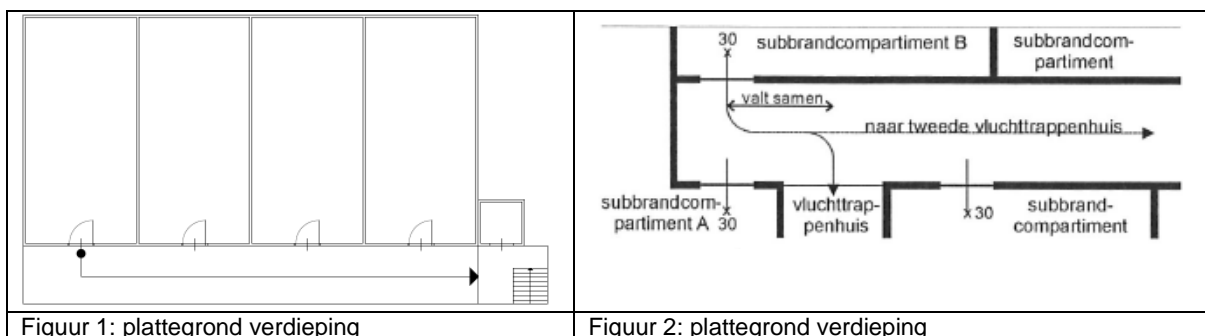 Figuur 1: plattegrond verdieping
30
subbrandcompartiment B
subbrandcom-
partiment
valt samen
naar tweede vluchttrappenhuis
subbrandcom-
partiment A 30
vluchttrap-
penhuis
30
subbrand-
compartiment
Figuur 2: plattegrond verdieping